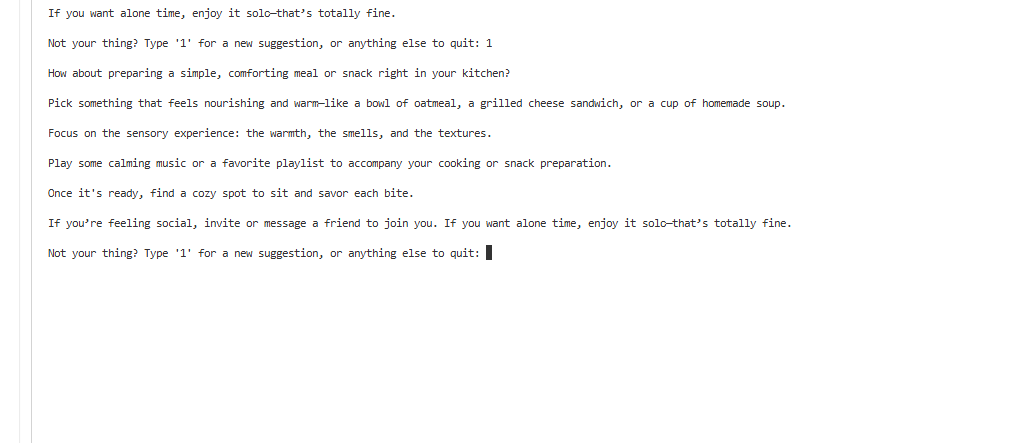 If you want alone time, enjoy it solo—that’s totally fine.
Not your thing? Type '1' for a new suggestion, or anything else to quit: 1
How about preparing a simple, comforting meal or snack right in your kitchen?
Pick something that feels nourishing and warm—like a bowl of oatmeal, a grilled cheese sandwich, or a cup of homemade soup.
Focus on the sensory experience: the warmth, the smells, and the textures.
Play some calming music or a favorite playlist to accompany your cooking or snack preparation.
Once it's ready, find a cozy spot to sit and savor each bite.
If you’re feeling social, invite or message a friend to join you. If you want alone time, enjoy it solo—that’s totally fine.
Not your thing? Type '1' for a new suggestion, or anything else to quit: